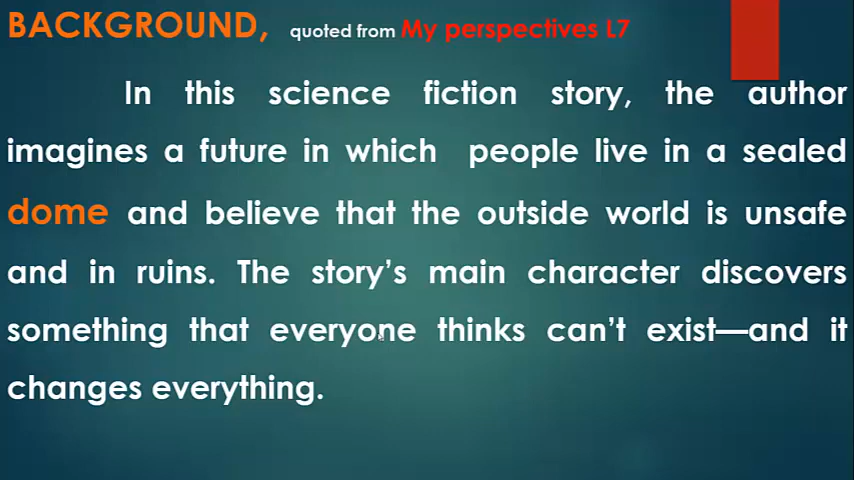 BACKGROUND, quoted from My perspectives L7
In this science fiction story, the author
imagines a future in which people live in a sealed
dome and believe that the outside world is unsafe
and in ruins. The story’s main character discovers
something that everyone thinks can’t exist—and it
changes everything.